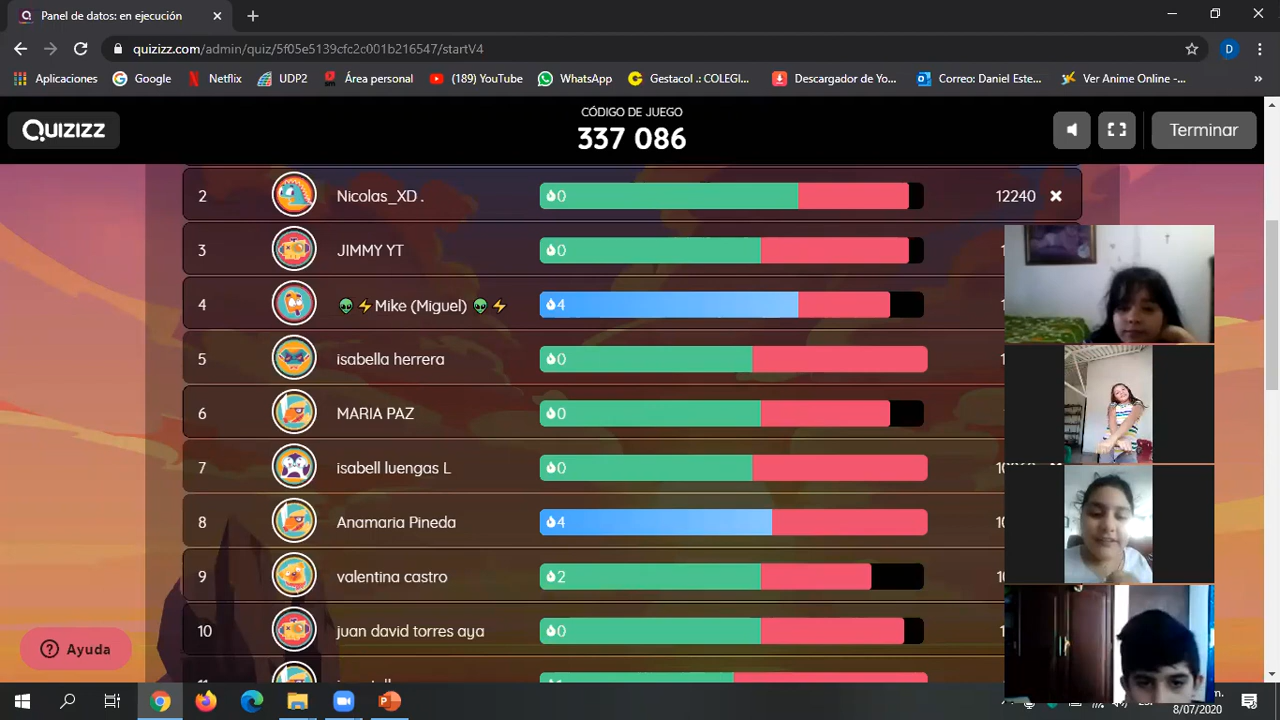 Panel de datos: en ejecución
quizizz.com/admin/quiz/5f05e5139cfc2c001b216547/startV4
D
Aplicaciones
Google
Netflix
UDP2
Área personal
(189) YouTube
WhatsApp
Gestacol .: COLEGI...
Descargador de Yo...
Correo: Daniel Este...
Ver Anime Online -...
»
Quizizz
CÓDIGO DE JUEGO
337 086
Terminar
2 Nicolas_XD . 0 12240
3 JIMMY YT 0
4 👽⚡Mike (Miguel) 👽⚡ 4
5 isabella herrera 0
6 MARIA PAZ 0
7 isabell luengas L 0
8 Anamaria Pineda 4
9 valentina castro 2
10 juan david torres aya 0
Ayuda
8/07/2020